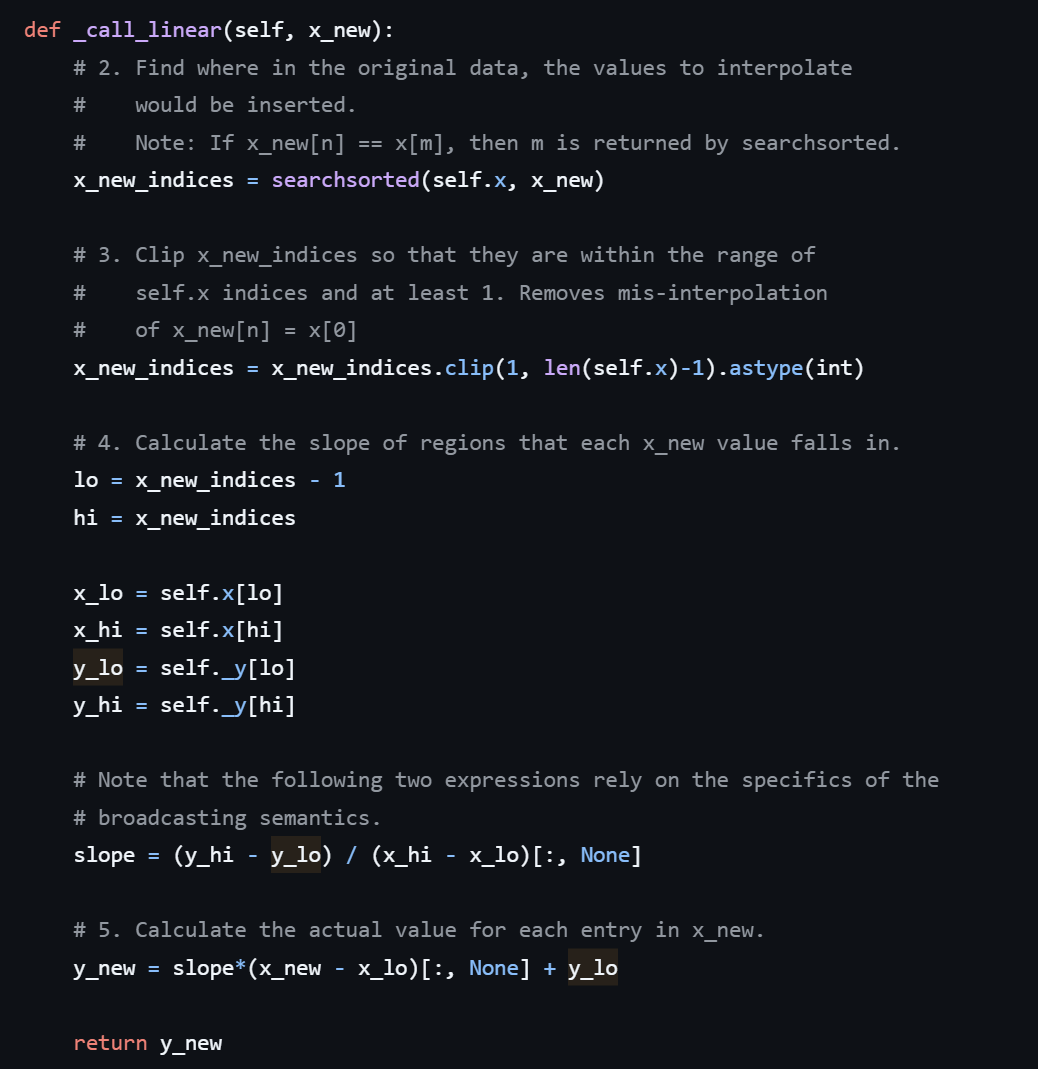 def _call_linear(self, x_new):
    # 2. Find where in the original data, the values to interpolate
    #    would be inserted.
    #    Note: If x_new[n] == x[m], then m is returned by searchsorted.
    x_new_indices = searchsorted(self.x, x_new)

    # 3. Clip x_new_indices so that they are within the range of
    #    self.x indices and at least 1. Removes mis-interpolation
    #    of x_new[n] = x[0]
    x_new_indices = x_new_indices.clip(1, len(self.x)-1).astype(int)

    # 4. Calculate the slope of regions that each x_new value falls in.
    lo = x_new_indices - 1
    hi = x_new_indices

    x_lo = self.x[lo]
    x_hi = self.x[hi]
    y_lo = self._y[lo]
    y_hi = self._y[hi]

    # Note that the following two expressions rely on the specifics of the
    # broadcasting semantics.
    slope = (y_hi - y_lo) / (x_hi - x_lo)[:, None]

    # 5. Calculate the actual value for each entry in x_new.
    y_new = slope*(x_new - x_lo)[:, None] + y_lo

    return y_new